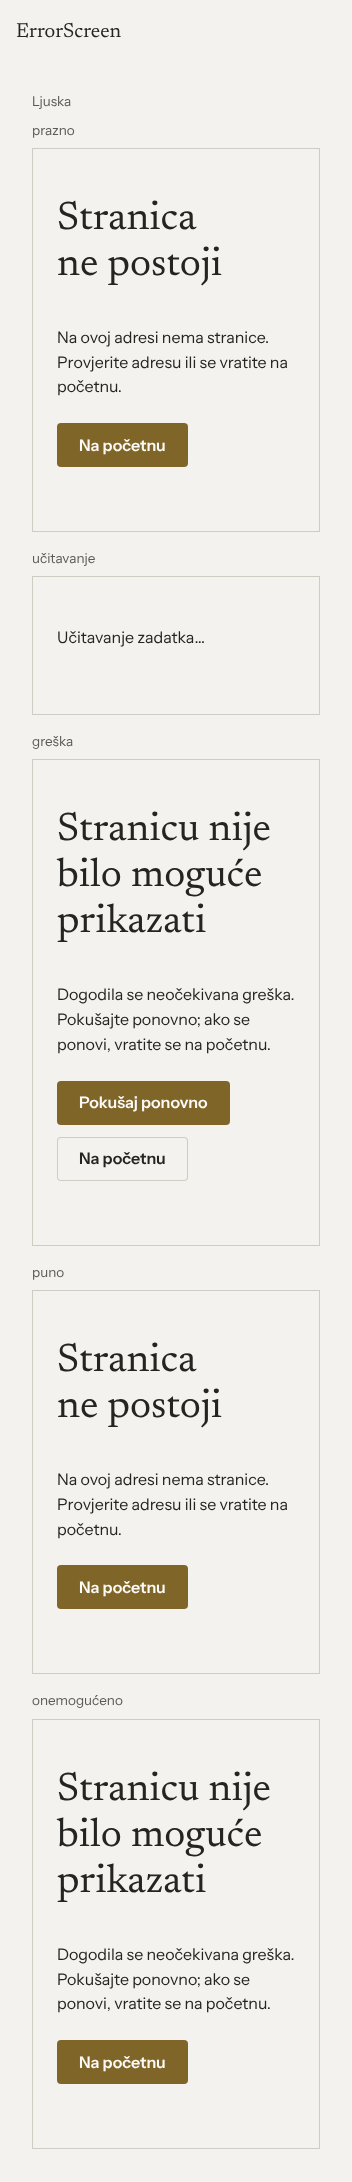 ErrorScreen
Ljuska
prazno
Stranica
ne postoji
Na ovoj adresi nema stranice.
Provjerite adresu ili se vratite na
početnu.
Na početnu
učitavanje
Učitavanje zadatka…
greška
Stranicu nije
bilo moguće
prikazati
Dogodila se neočekivana greška.
Pokušajte ponovno; ako se
ponovi, vratite se na početnu.
Pokušaj ponovno
Na početnu
puno
Stranica
ne postoji
Na ovoj adresi nema stranice.
Provjerite adresu ili se vratite na
početnu.
Na početnu
onemogućeno
Stranicu nije
bilo moguće
prikazati
Dogodila se neočekivana greška.
Pokušajte ponovno; ako se
ponovi, vratite se na početnu.
Na početnu